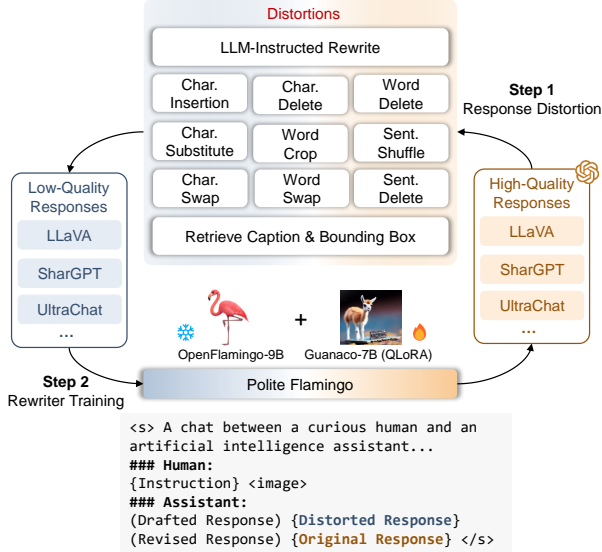 Distortions
LLM-Instructed Rewrite
Char.
Insertion
Char.
Delete
Word
Delete
Char.
Substitute
Word
Crop
Sent.
Shuffle
Char.
Swap
Word
Swap
Sent.
Delete
Retrieve Caption & Bounding Box
Step 1
Response Distortion
Low-Quality
Responses
LLaVA
SharGPT
UltraChat
...
High-Quality
Responses
LLaVA
SharGPT
UltraChat
...
+
OpenFlamingo-9B
Guanaco-7B (QLoRA)
Step 2
Rewriter Training
Polite Flamingo
<s> A chat between a curious human and an
artificial intelligence assistant...
### Human:
{Instruction} <image>
### Assistant:
(Drafted Response) {Distorted Response}
(Revised Response) {Original Response} </s>